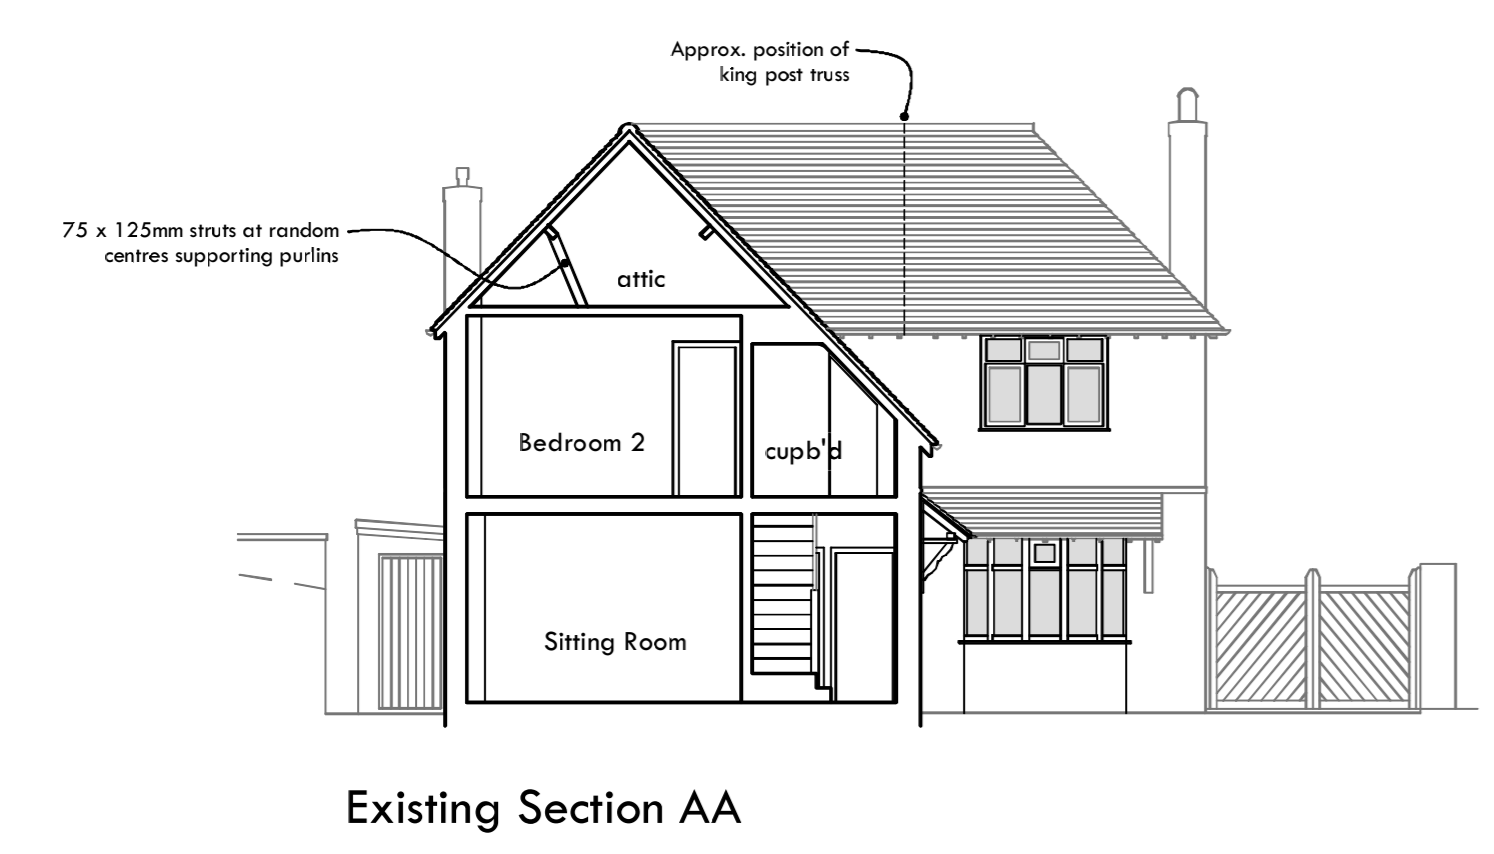 Approx. position of
king post truss
75 x 125mm struts at random
centres supporting purlins
attic
Bedroom 2
cupb'd
Sitting Room
Existing Section AA